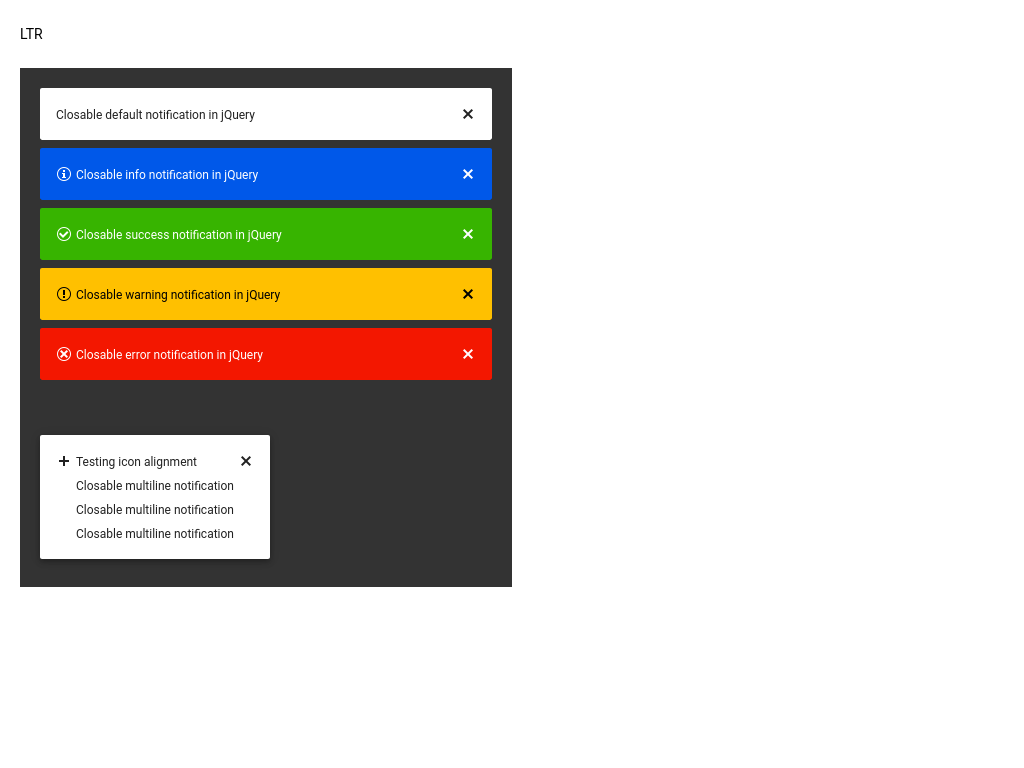 LTR
Closable default notification in jQuery
Closable info notification in jQuery
Closable success notification in jQuery
Closable warning notification in jQuery
Closable error notification in jQuery
Testing icon alignment
Closable multiline notification
Closable multiline notification
Closable multiline notification